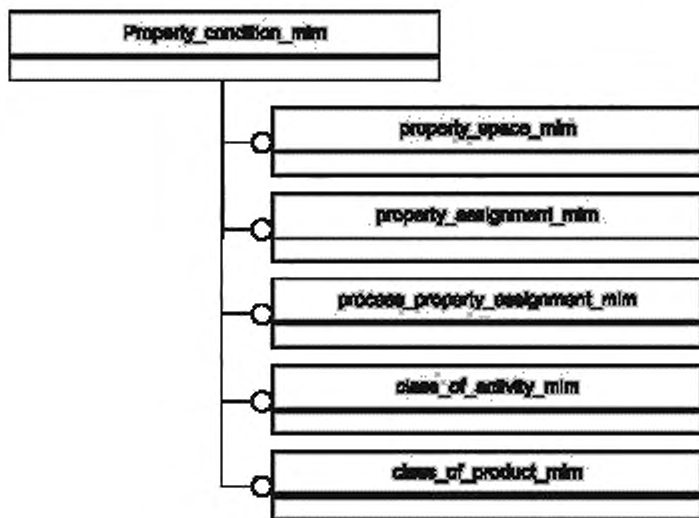 Property_condition_mim
property_space_mim
property_assignment_mim
process_property_assignment_mim
class_of_activity_mim
class_of_product_mim